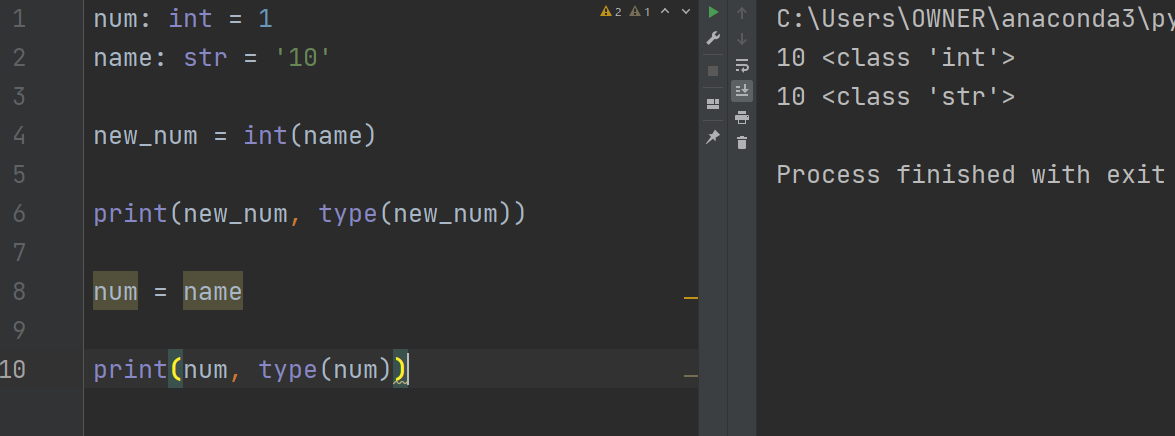 1 num: int = 1
2 name: str = '10'
3
4 new_num = int(name)
5
6 print(new_num, type(new_num))
7
8 num = name
9
10 print(num, type(num))
2 1
C:\Users\OWNER\anaconda3\py
10 <class 'int'>
10 <class 'str'>
Process finished with exit